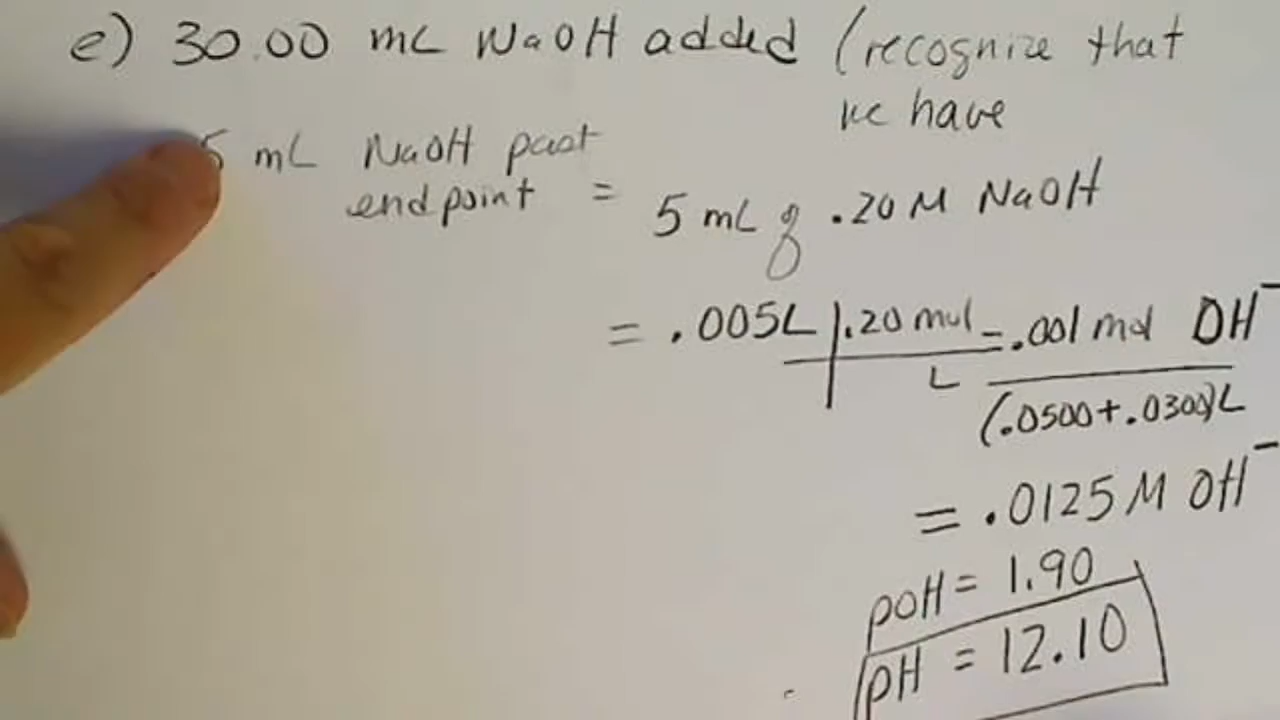 e) 30.00 mL NaOH added (recognize that
we have
5 mL NaOH past
endpoint = 5 mL of .20 M NaOH
= .005L | .20 mol = .001 mol OH⁻
L (.0500+.0300)L
= .0125 M OH⁻
pOH = 1.90
pH = 12.10